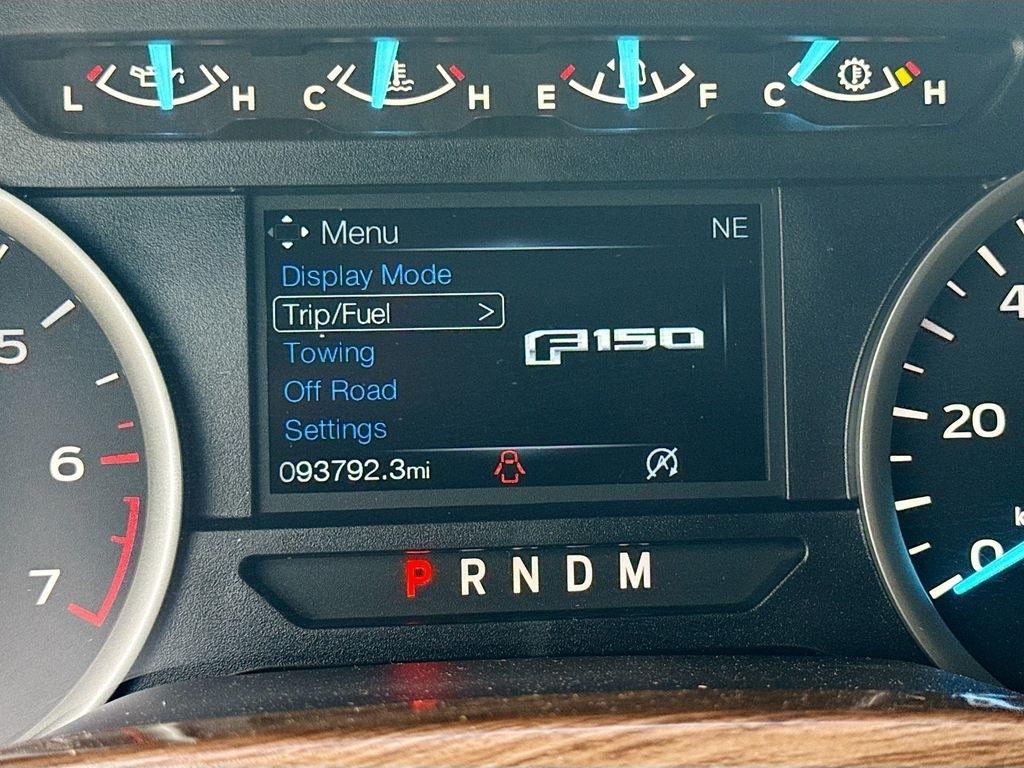 L H C H E F C H
Menu NE
Display Mode
Trip/Fuel >
Towing
Off Road
Settings
F150
093792.3mi
P R N D M
5
6
7
4
20
0